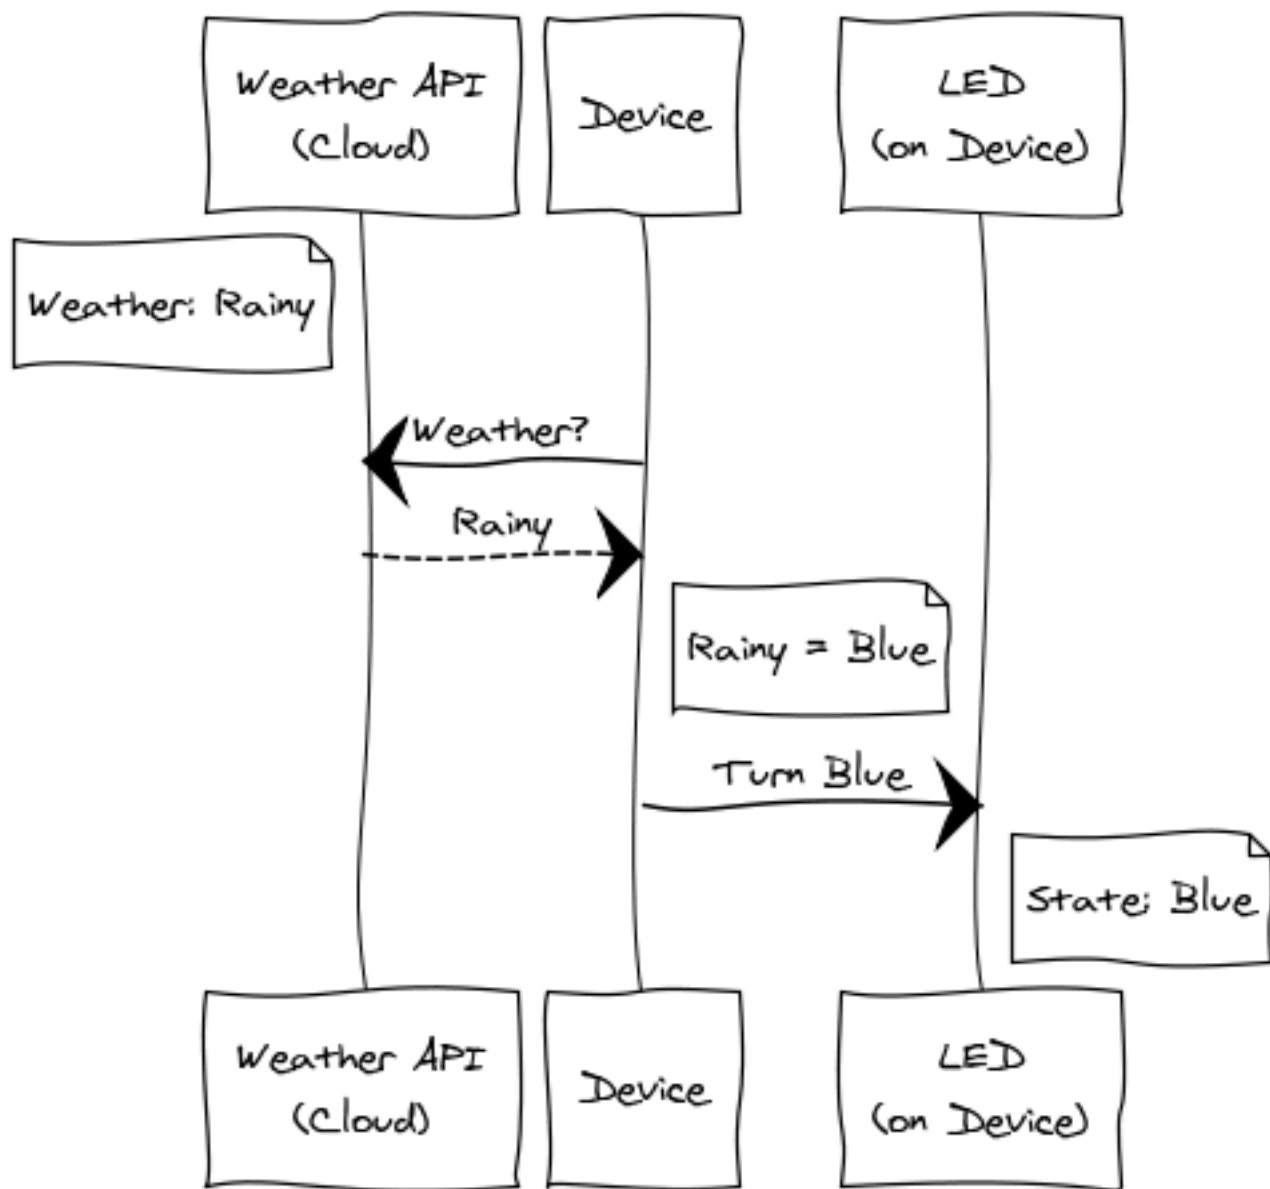 Weather API
(Cloud)
Device
LED
(on Device)
Weather: Rainy
Weather?
Rainy
Rainy = Blue
Turn Blue
State: Blue
Weather API
(Cloud)
Device
LED
(on Device)